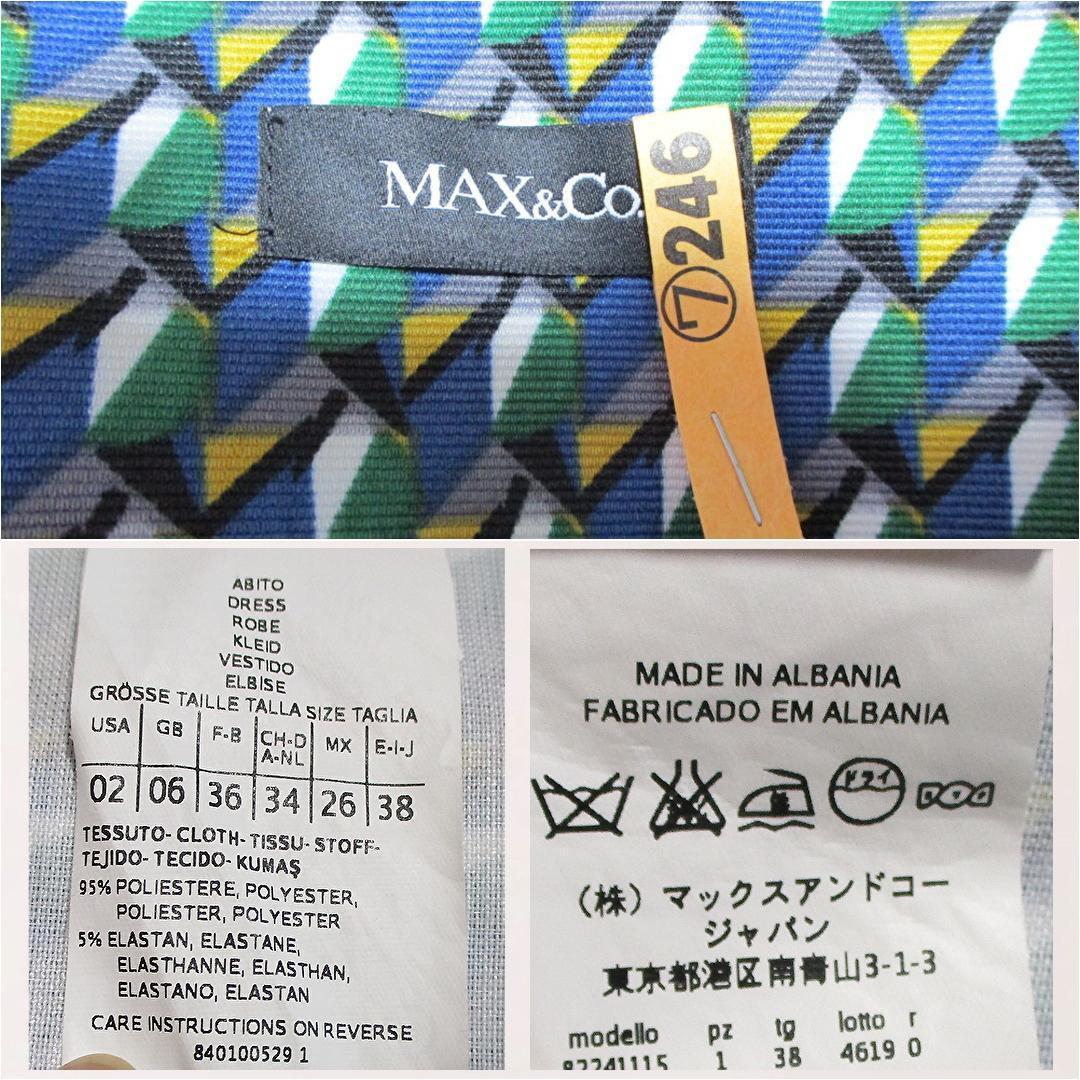 MAX&Co.
⑦246
ABITO
DRESS
ROBE
KLEID
VESTIDO
ELBISE
GRÖSSE TAILLE TALLA SIZE TAGLIA
USA GB F-B CH-D A-NL MX E-I-J
02 06 36 34 26 38
TESSUTO- CLOTH- TISSU- STOFF-
TEJIDO- TECIDO- KUMAŞ
95% POLIESTERE, POLYESTER,
POLIESTER, POLYESTER
5% ELASTAN, ELASTANE,
ELASTHANNE, ELASTHAN,
ELASTANO, ELASTAN
CARE INSTRUCTIONS ON REVERSE
840100529 1
MADE IN ALBANIA
FABRICADO EM ALBANIA
ドライ
(株) マックスアンドコー
ジャパン
東京都港区南青山3-1-3
modello pz tg lotto r
82241115 1 38 4619 0